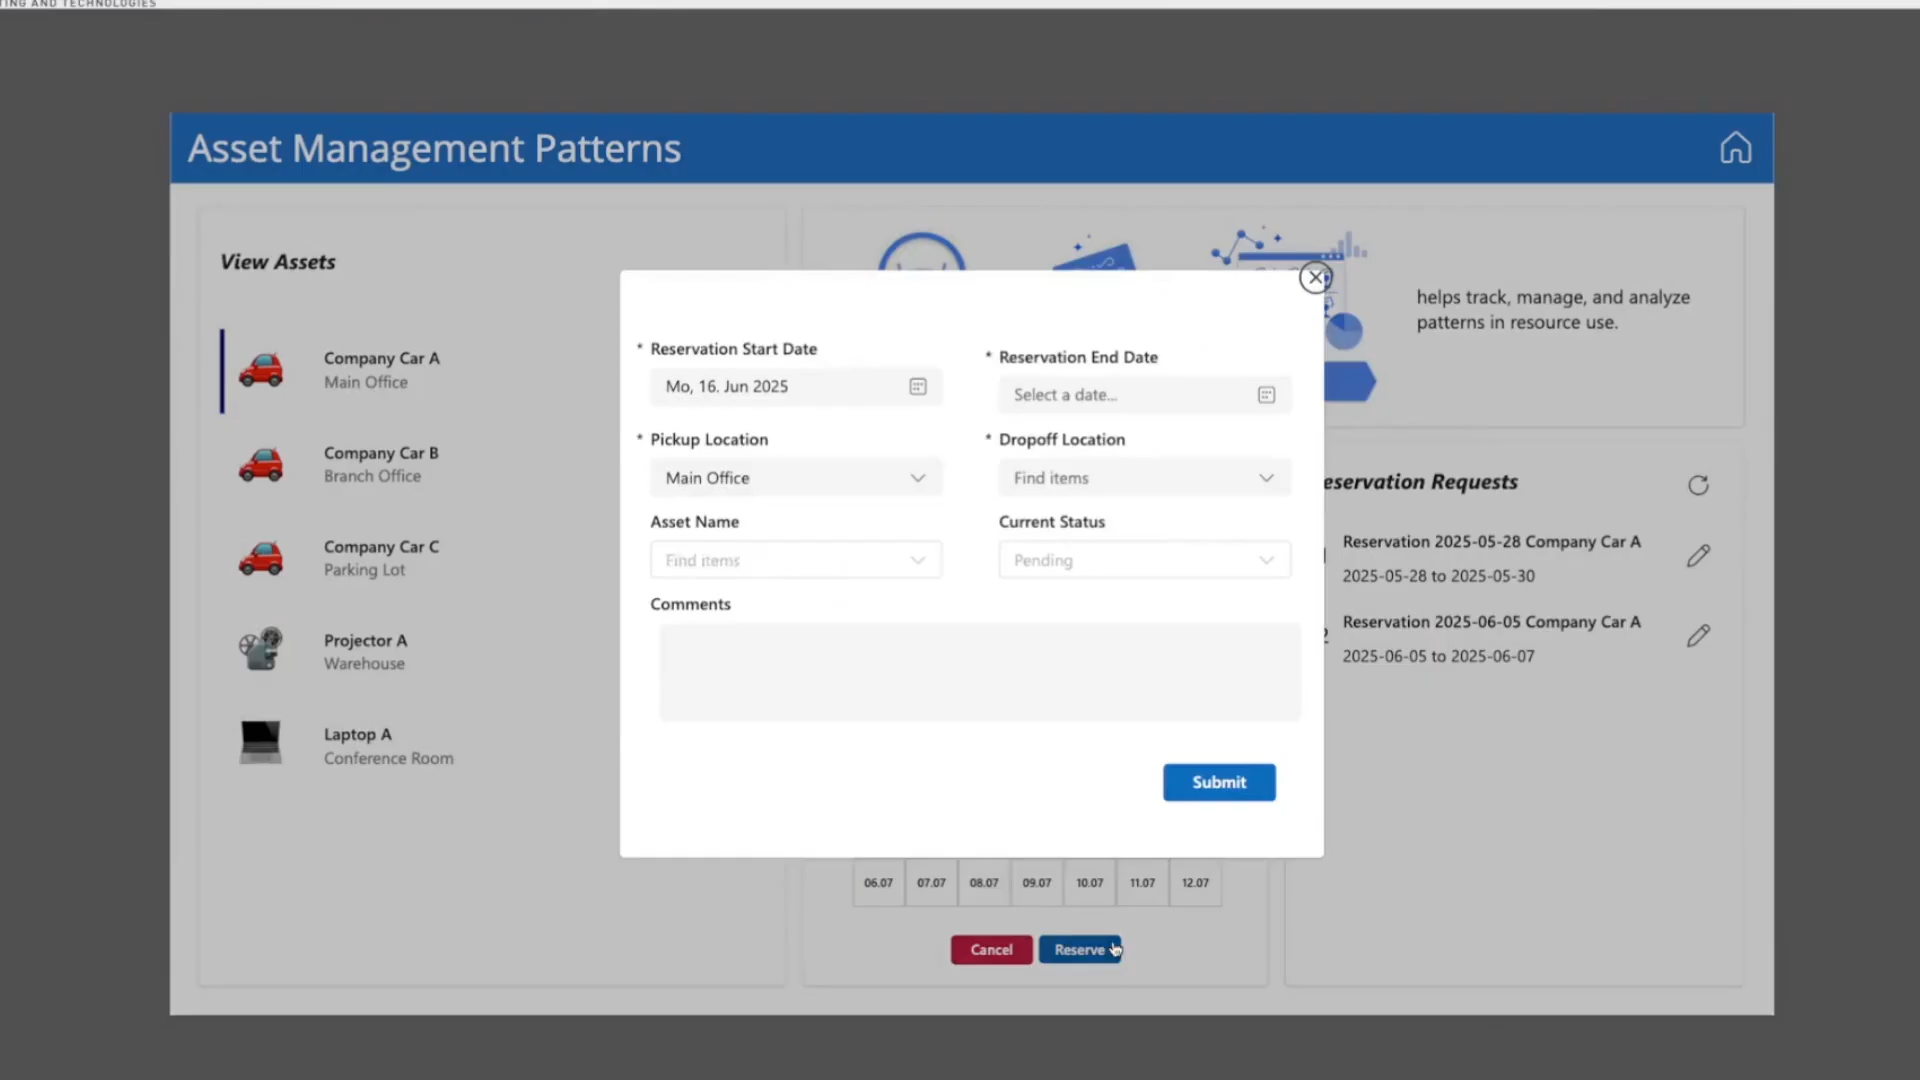 AND TECHNOLOGIES
Asset Management Patterns
View Assets
Company Car A
Main Office
Company Car B
Branch Office
Company Car C
Parking Lot
Projector A
Warehouse
Laptop A
Conference Room
helps track, manage, and analyze
patterns in resource use.
* Reservation Start Date
Mo, 16. Jun 2025
* Reservation End Date
Select a date...
* Pickup Location
Main Office
* Dropoff Location
Find items
Asset Name
Find items
Current Status
Pending
Comments
Submit
eservation Requests
Reservation 2025-05-28 Company Car A
2025-05-28 to 2025-05-30
Reservation 2025-06-05 Company Car A
2025-06-05 to 2025-06-07
06.07 07.07 08.07 09.07 10.07 11.07 12.07
Cancel Reserve